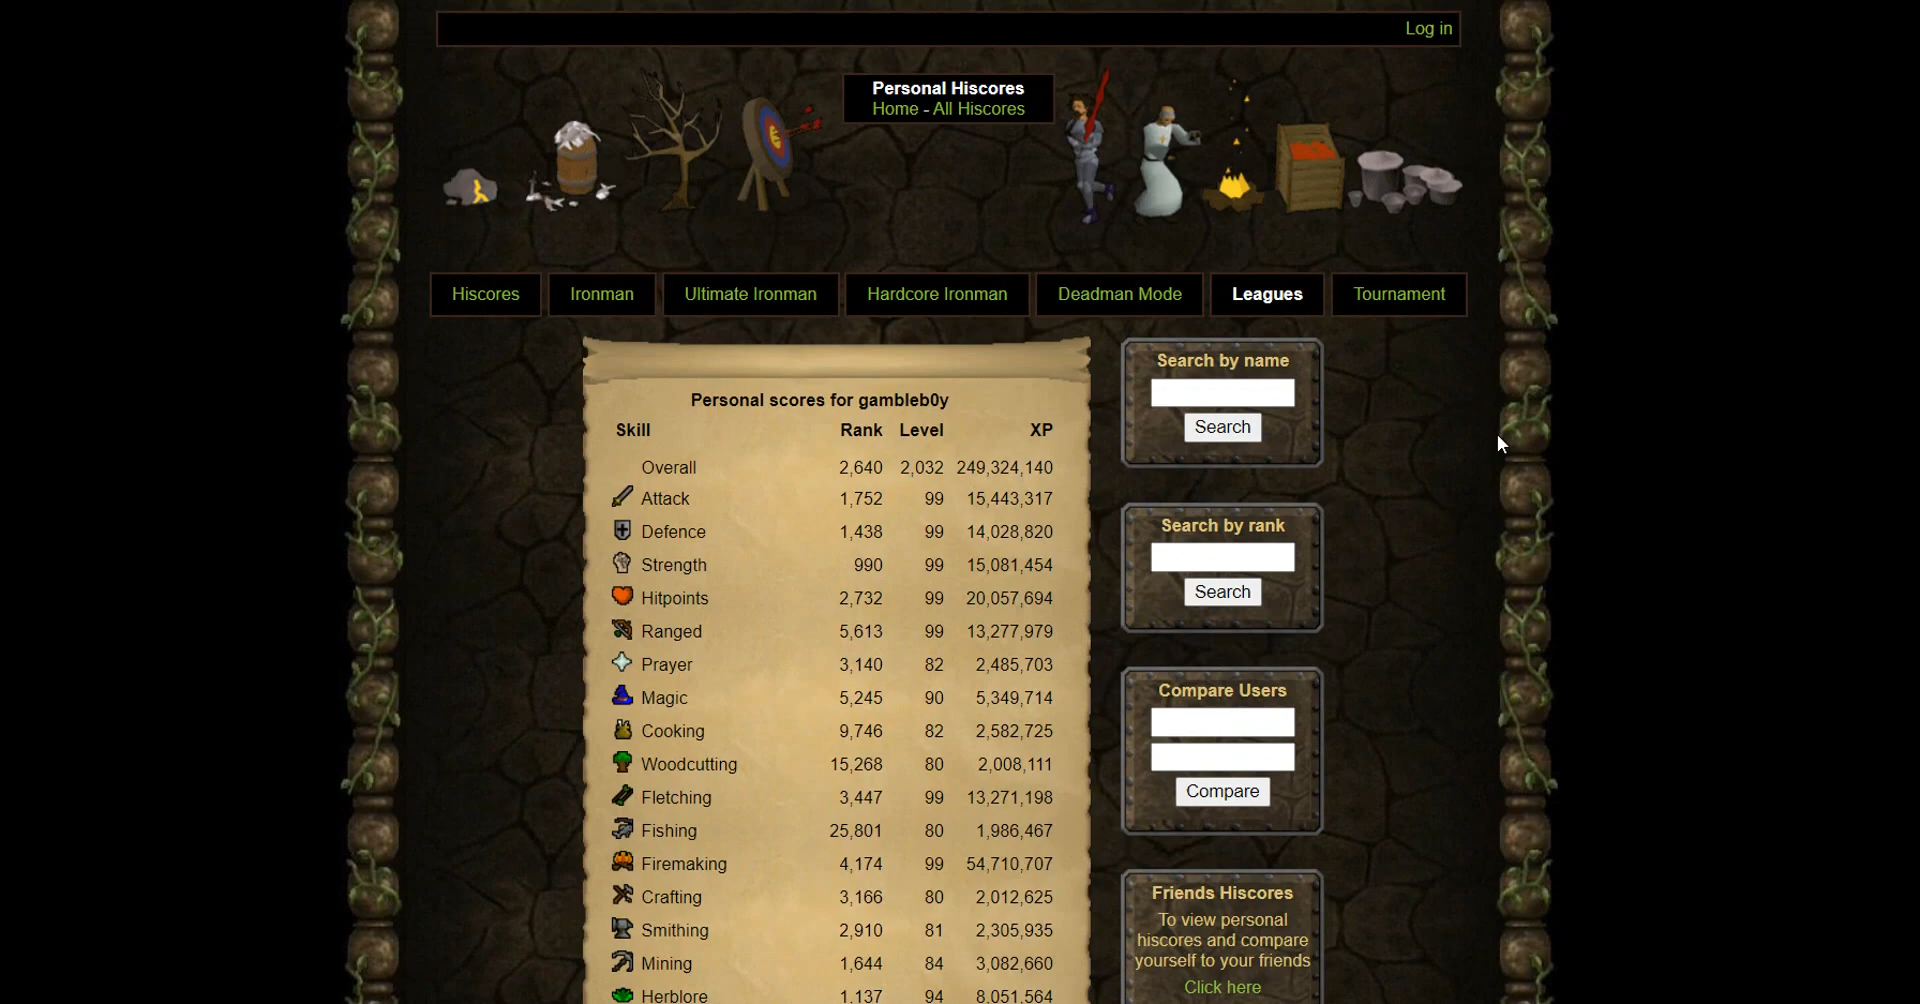 Log in
Personal Hiscores
Home - All Hiscores
Hiscores Ironman Ultimate Ironman Hardcore Ironman Deadman Mode Leagues Tournament
Personal scores for gambleb0y
Skill Rank Level XP
Overall 2,640 2,032 249,324,140
Attack 1,752 99 15,443,317
Defence 1,438 99 14,028,820
Strength 990 99 15,081,454
Hitpoints 2,732 99 20,057,694
Ranged 5,613 99 13,277,979
Prayer 3,140 82 2,485,703
Magic 5,245 90 5,349,714
Cooking 9,746 82 2,582,725
Woodcutting 15,268 80 2,008,111
Fletching 3,447 99 13,271,198
Fishing 25,801 80 1,986,467
Firemaking 4,174 99 54,710,707
Crafting 3,166 80 2,012,625
Smithing 2,910 81 2,305,935
Mining 1,644 84 3,082,660
Herblore 1,137 94 8,051,564
Search by name
Search
Search by rank
Search
Compare Users
Compare
Friends Hiscores
To view personal
hiscores and compare
yourself to your friends
Click here